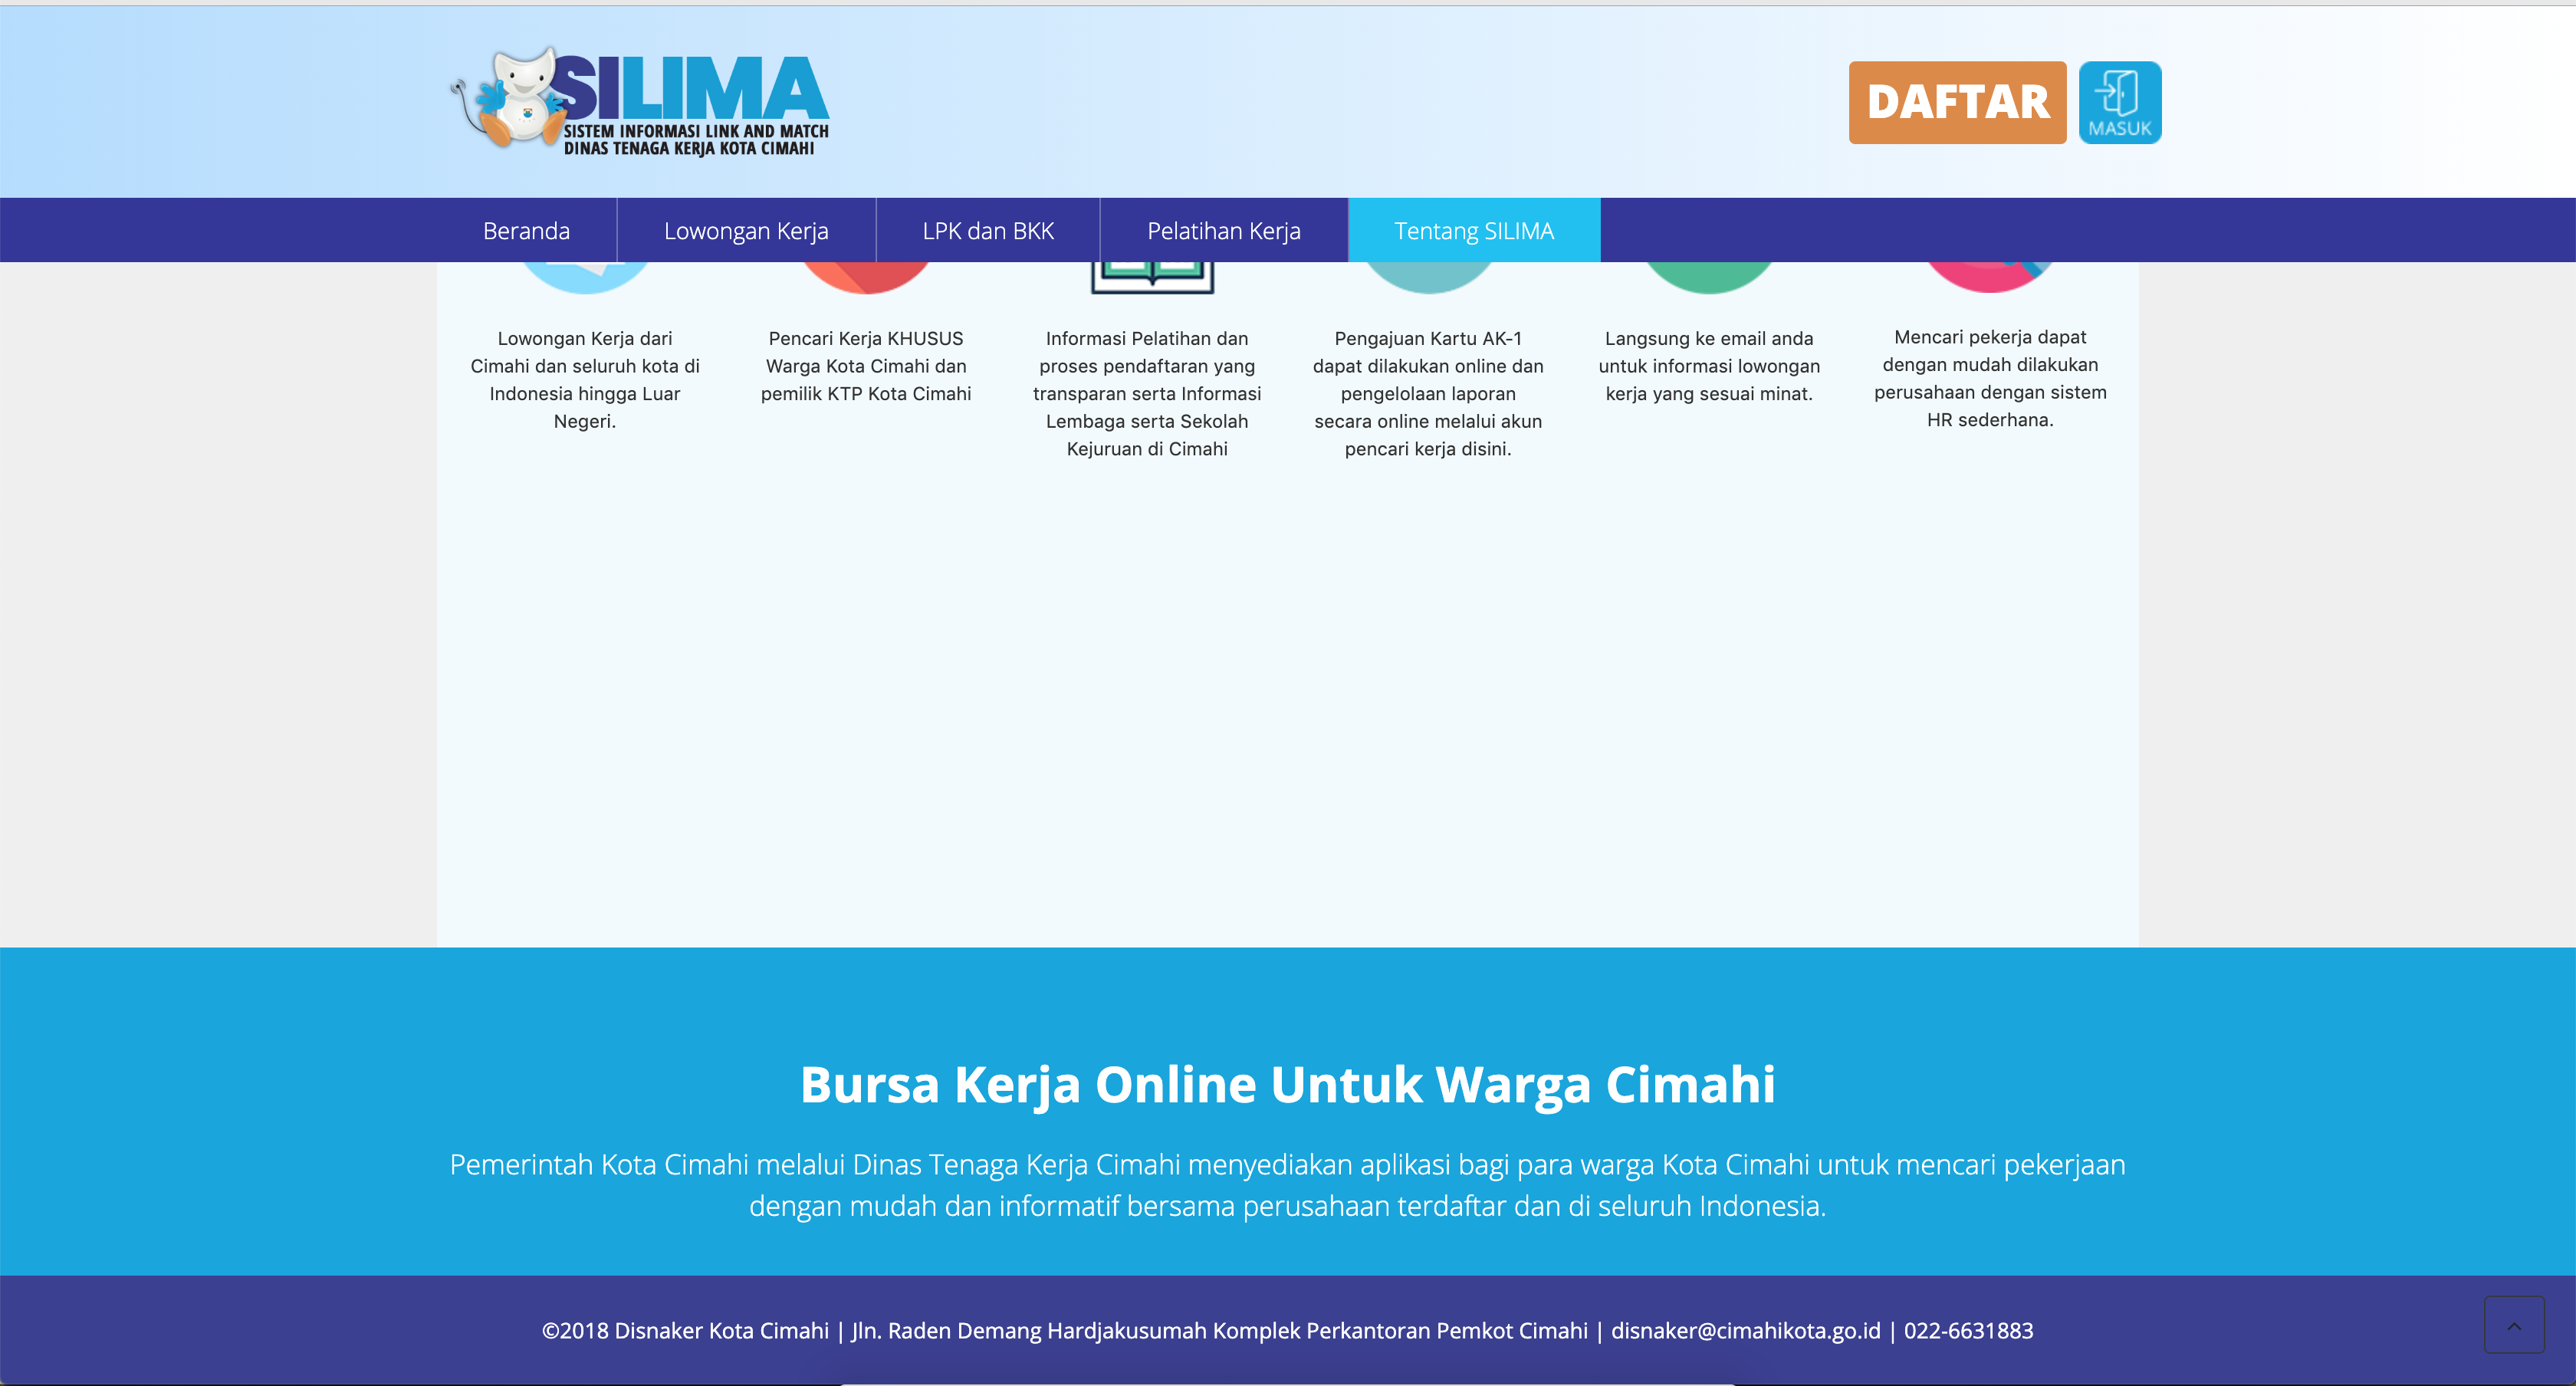 SILIMA
SISTEM INFORMASI LINK AND MATCH
DINAS TENAGA KERJA KOTA CIMAHI
DAFTAR
MASUK
Beranda
Lowongan Kerja
LPK dan BKK
Pelatihan Kerja
Tentang SILIMA
Lowongan Kerja dari
Cimahi dan seluruh kota di
Indonesia hingga Luar
Negeri.
Pencari Kerja KHUSUS
Warga Kota Cimahi dan
pemilik KTP Kota Cimahi
Informasi Pelatihan dan
proses pendaftaran yang
transparan serta Informasi
Lembaga serta Sekolah
Kejuruan di Cimahi
Pengajuan Kartu AK-1
dapat dilakukan online dan
pengelolaan laporan
secara online melalui akun
pencari kerja disini.
Langsung ke email anda
untuk informasi lowongan
kerja yang sesuai minat.
Mencari pekerja dapat
dengan mudah dilakukan
perusahaan dengan sistem
HR sederhana.
Bursa Kerja Online Untuk Warga Cimahi
Pemerintah Kota Cimahi melalui Dinas Tenaga Kerja Cimahi menyediakan aplikasi bagi para warga Kota Cimahi untuk mencari pekerjaan
dengan mudah dan informatif bersama perusahaan terdaftar dan di seluruh Indonesia.
©2018 Disnaker Kota Cimahi | Jln. Raden Demang Hardjakusumah Komplek Perkantoran Pemkot Cimahi | disnaker@cimahikota.go.id | 022-6631883